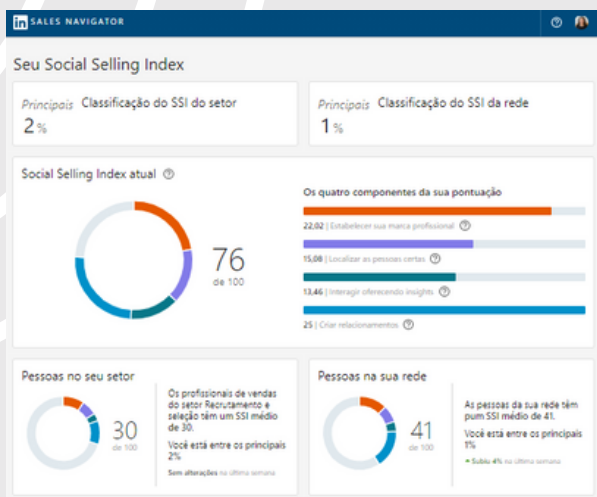 in SALES NAVIGATOR
Seu Social Selling Index
Principais Classificação do SSI do setor
2%
Principais Classificação do SSI da rede
1%
Social Selling Index atual
76
de 100
Os quatro componentes da sua pontuação
22,02 | Estabelecer sua marca profissional
15,08 | Localizar as pessoas certas
13,46 | Interagir oferecendo insights
25 | Criar relacionamentos
Pessoas no seu setor
30
de 100
Os profissionais de vendas
do setor Recrutamento e
seleção têm um SSI médio
de 30.
Você está entre os principais
2%
Sem alterações na última semana
Pessoas na sua rede
41
de 100
As pessoas da sua rede têm
pum SSI médio de 41.
Você está entre os principais
1%
Subiu 4% na última semana